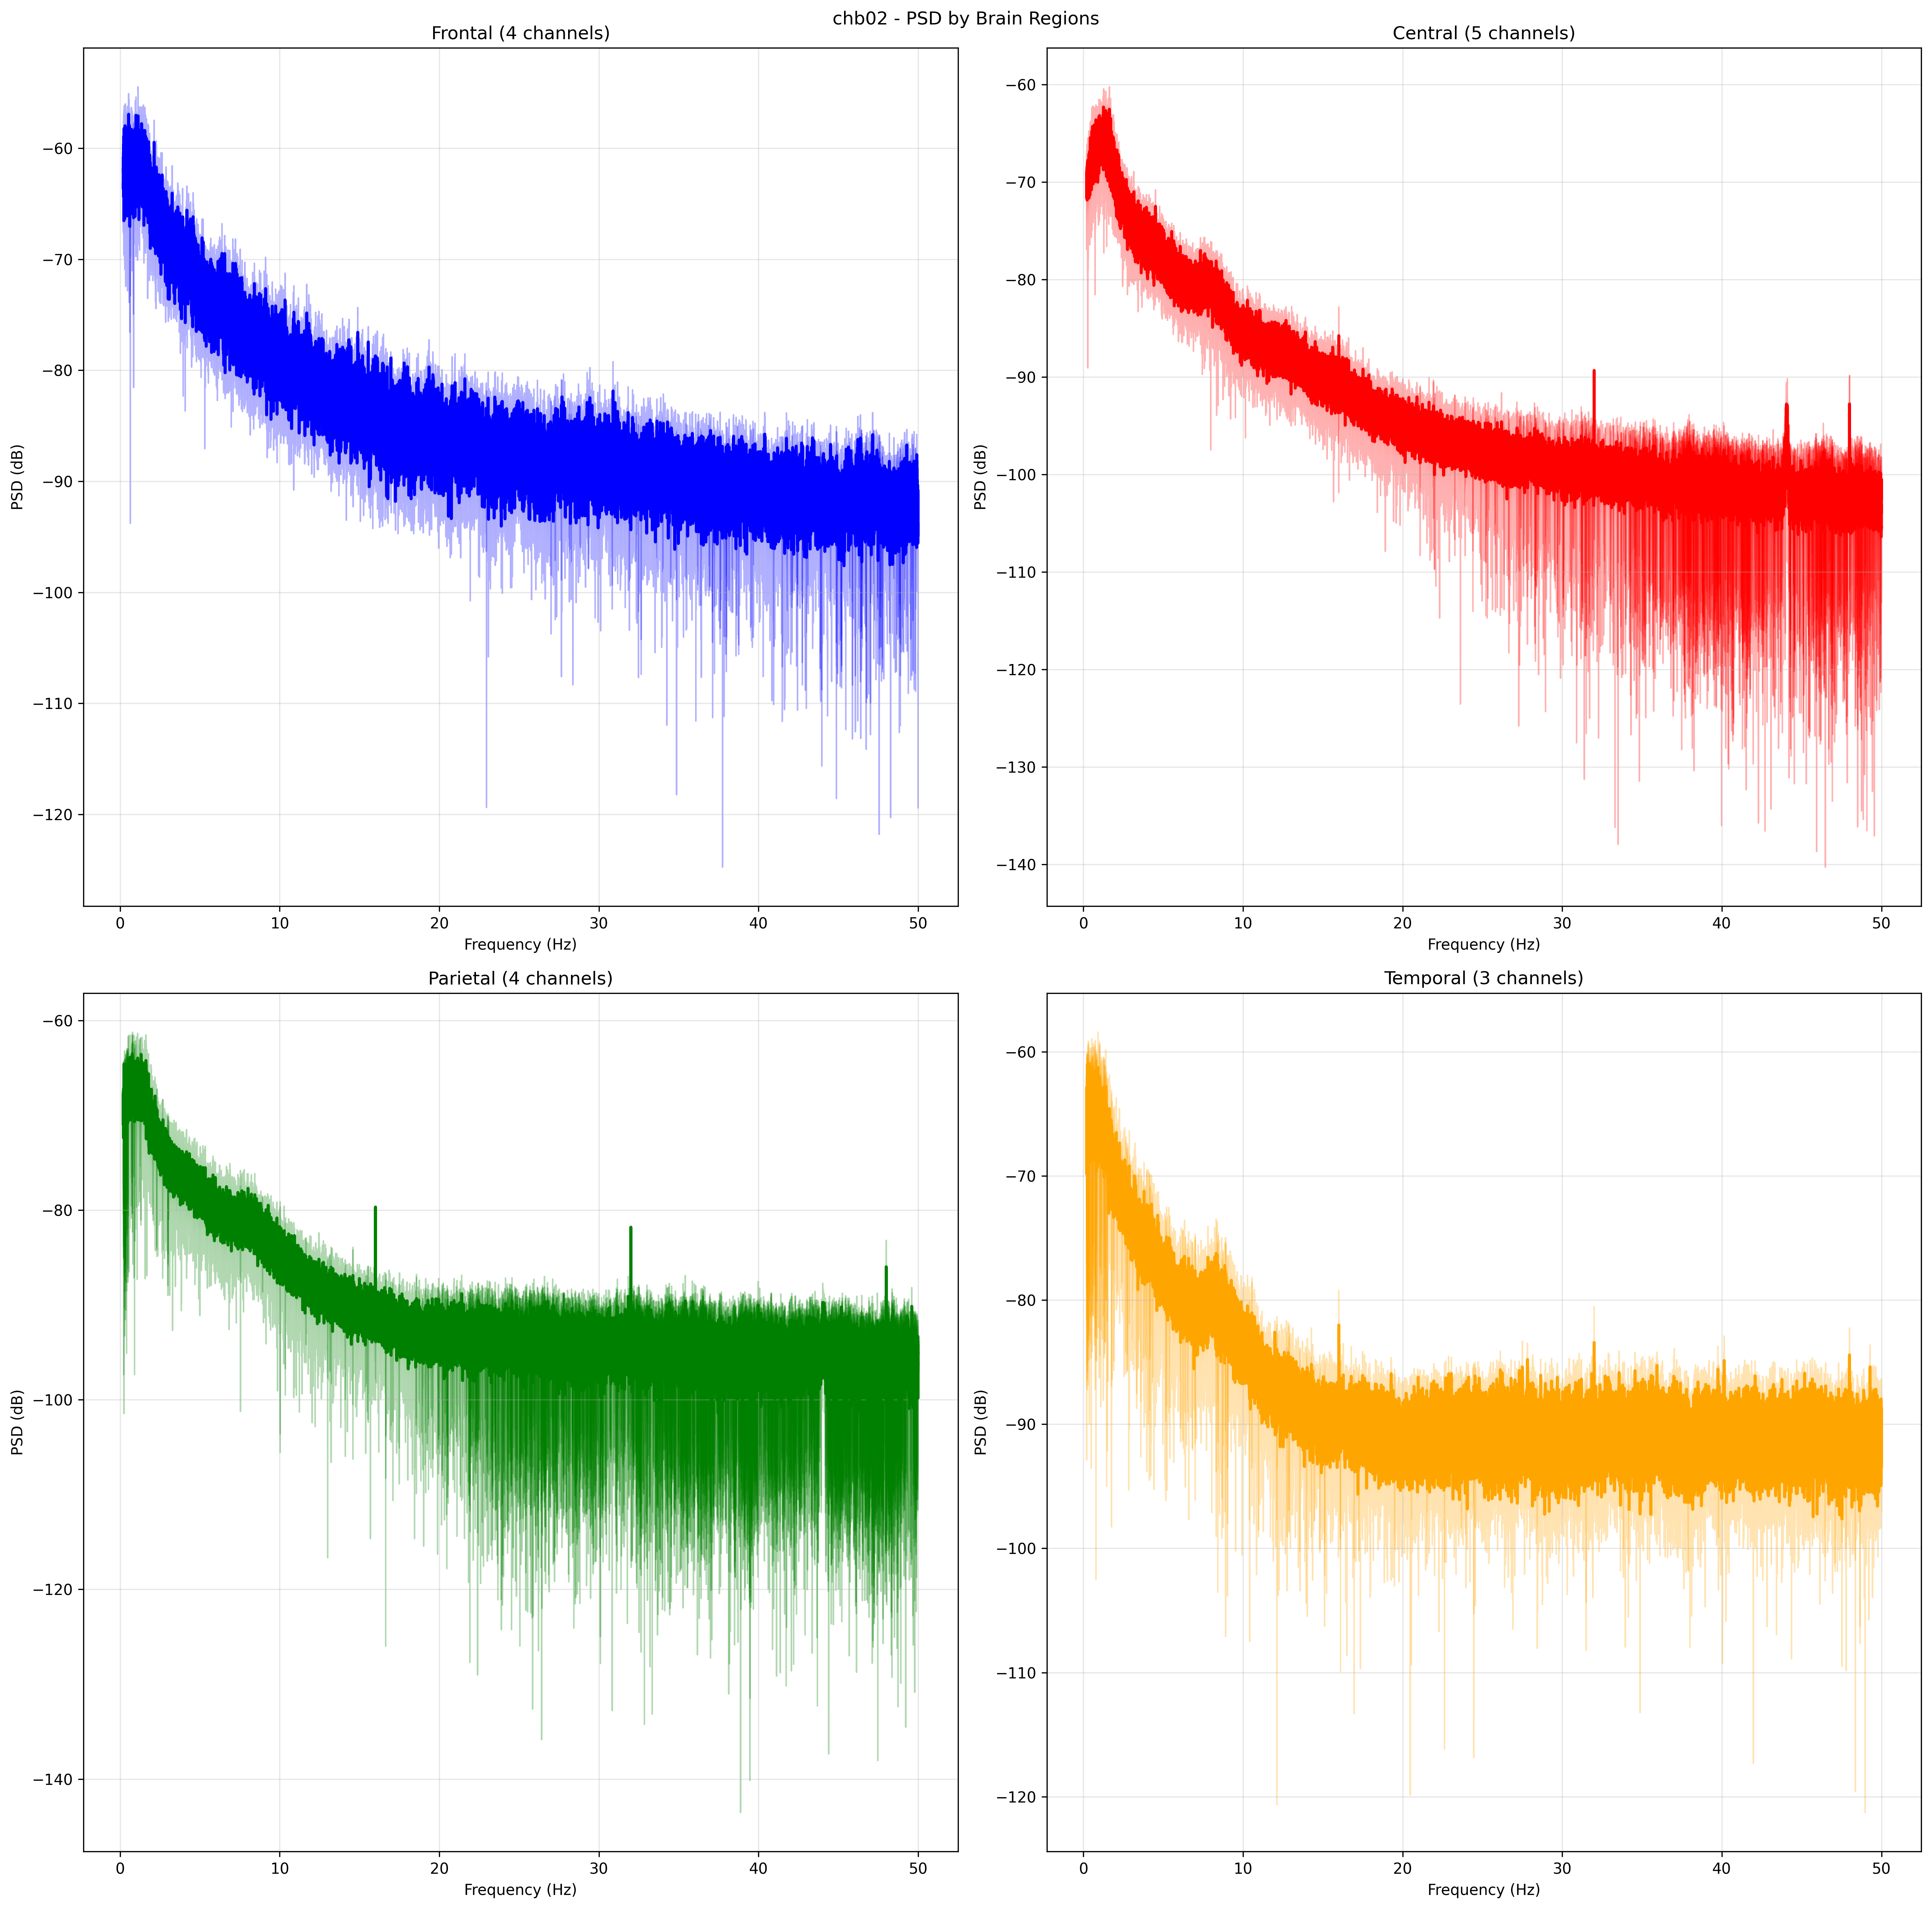 chb02 - PSD by Brain Regions
Frontal (4 channels)
−60
−70
−80
−90
−100
−110
−120
PSD (dB)
0 10 20 30 40 50
Frequency (Hz)
Central (5 channels)
−60
−70
−80
−90
−100
−110
−120
−130
−140
PSD (dB)
0 10 20 30 40 50
Frequency (Hz)
Parietal (4 channels)
−60
−80
−100
−120
−140
PSD (dB)
0 10 20 30 40 50
Frequency (Hz)
Temporal (3 channels)
−60
−70
−80
−90
−100
−110
−120
PSD (dB)
0 10 20 30 40 50
Frequency (Hz)